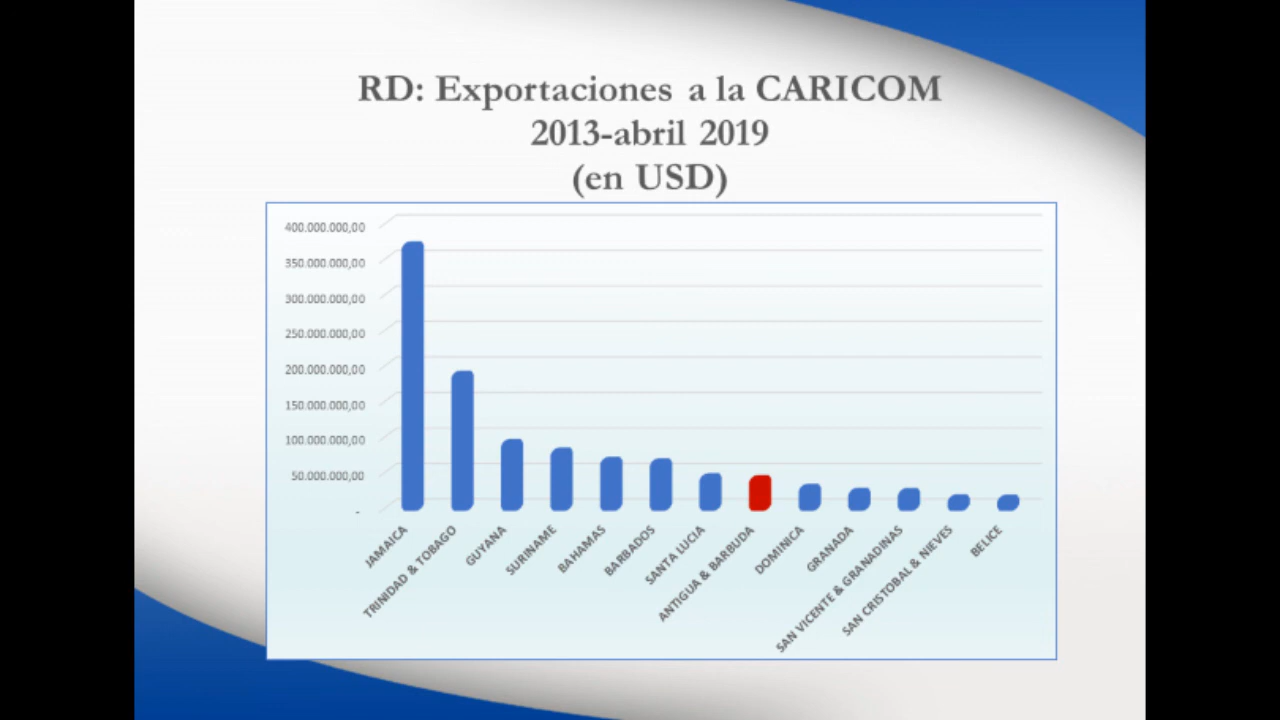 RD: Exportaciones a la CARICOM
2013-abril 2019
(en USD)
400.000.000,00
350.000.000,00
300.000.000,00
250.000.000,00
200.000.000,00
150.000.000,00
100.000.000,00
50.000.000,00
-
JAMAICA
TRINIDAD & TOBAGO
GUYANA
SURINAME
BAHAMAS
BARBADOS
SANTA LUCIA
ANTIGUA & BARBUDA
DOMINICA
GRANADA
SAN VICENTE & GRANADINAS
SAN CRISTOBAL & NIEVES
BELICE